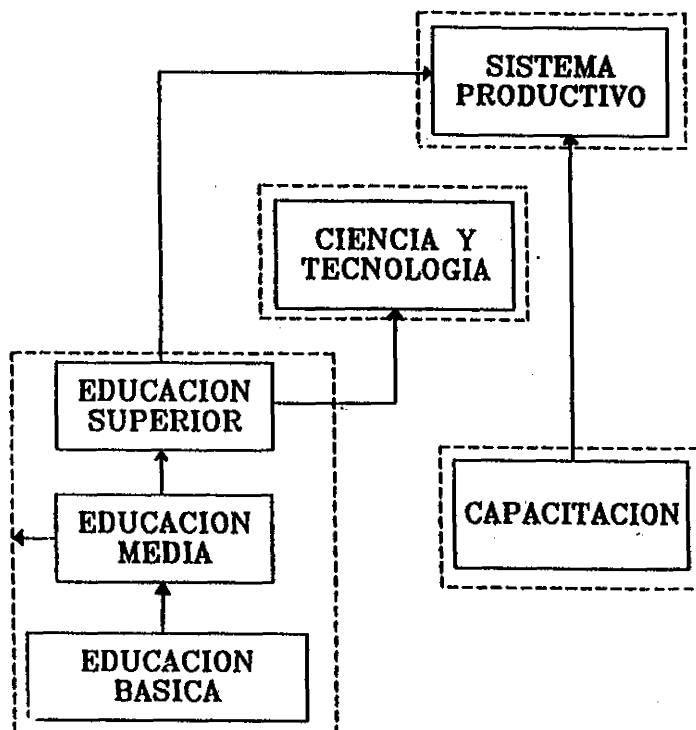 SISTEMA
PRODUCTIVO
CIENCIA Y
TECNOLOGIA
EDUCACION
SUPERIOR
EDUCACION
MEDIA
CAPACITACION
EDUCACION
BASICA